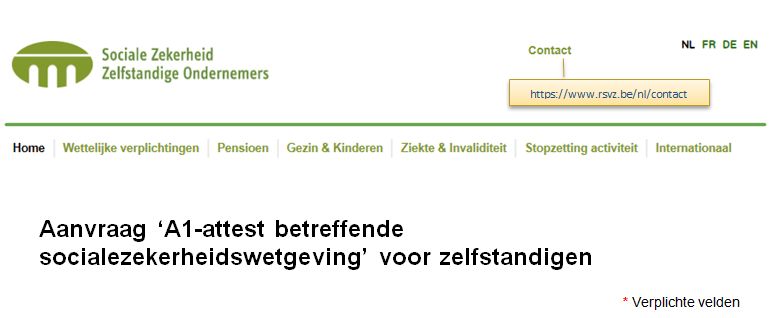 Sociale Zekerheid
Zelfstandige Ondernemers
Contact
NL FR DE EN
https://www.rsvz.be/nl/contact
Home Wettelijke verplichtingen Pensioen Gezin & Kinderen Ziekte & Invaliditeit Stopzetting activiteit Internationaal
Aanvraag ‘A1-attest betreffende
socialezekerheidswetgeving’ voor zelfstandigen
* Verplichte velden